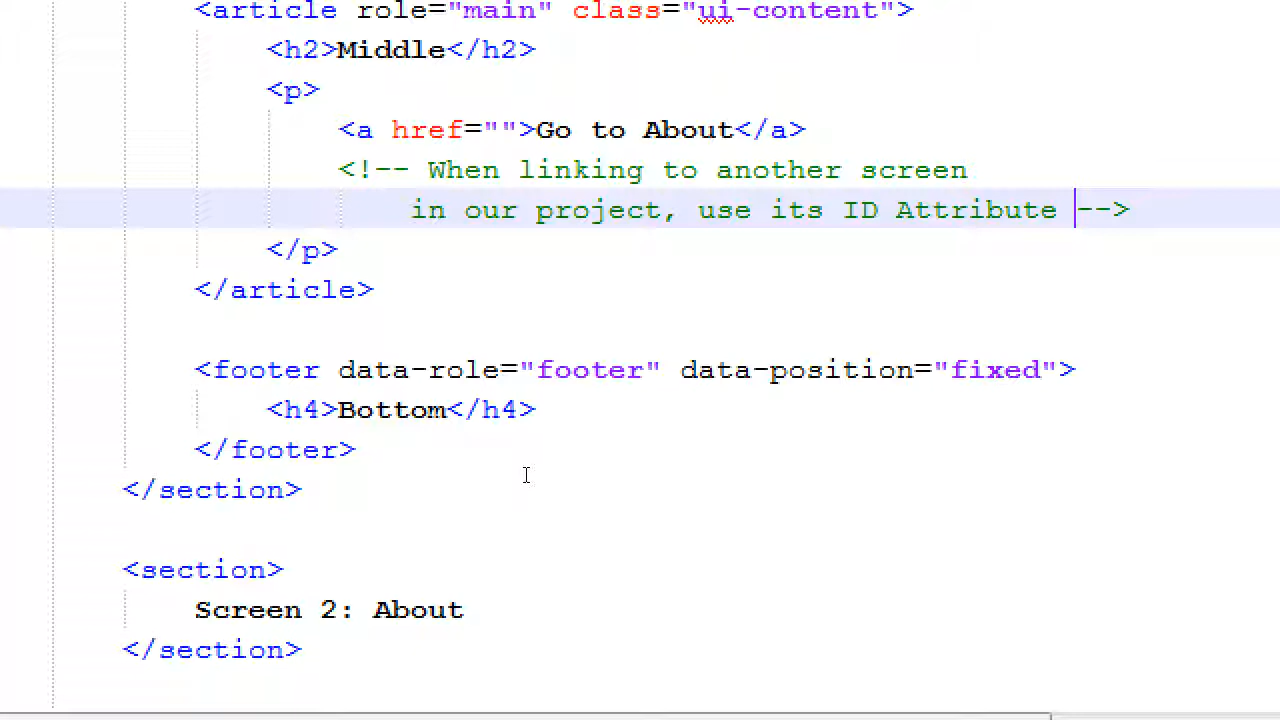 <article role="main" class="ui-content">
<h2>Middle</h2>
<p>
<a href="">Go to About</a>
<!-- When linking to another screen
in our project, use its ID Attribute -->
</p>
</article>
<footer data-role="footer" data-position="fixed">
<h4>Bottom</h4>
</footer>
</section>
<section>
Screen 2: About
</section>